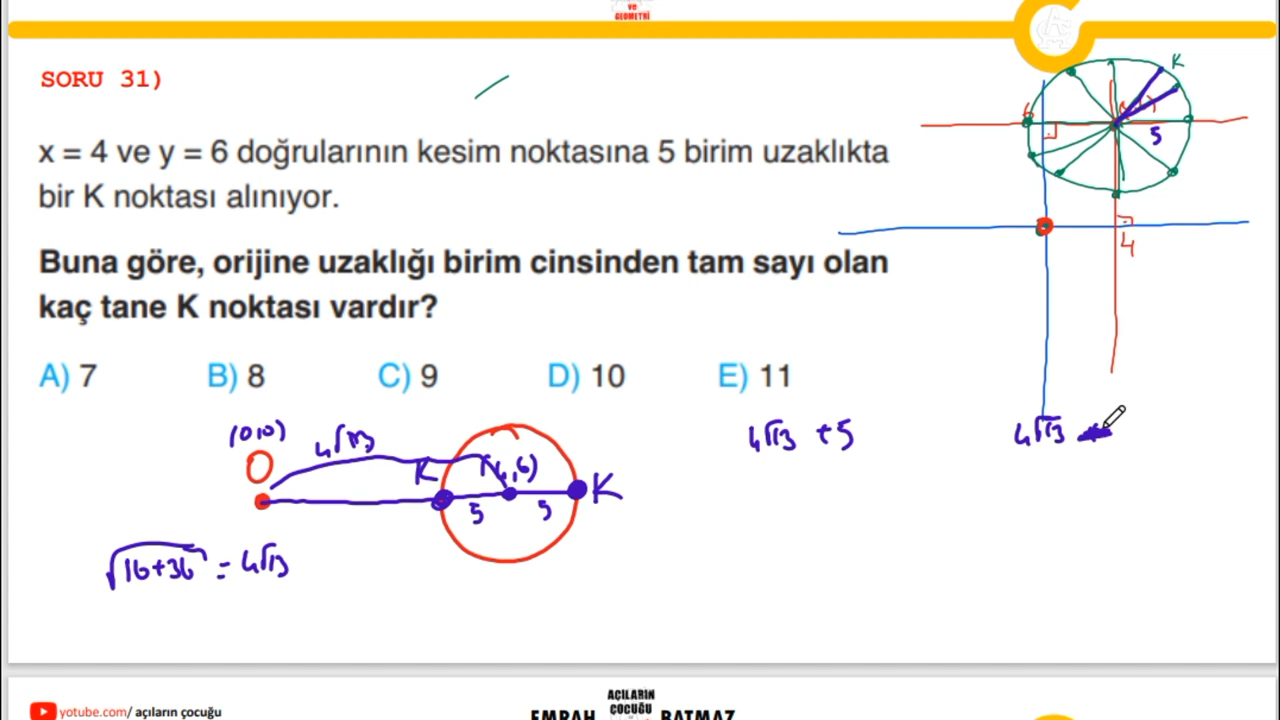 ve
GEOMETRİ
SORU 31)
x = 4 ve y = 6 doğrularının kesim noktasına 5 birim uzaklıkta
bir K noktası alınıyor.
Buna göre, orijine uzaklığı birim cinsinden tam sayı olan
kaç tane K noktası vardır?
A) 7 B) 8 C) 9 D) 10 E) 11
K
6
5
4
(0,0)
O
4√13
K
(4,6)
K
5 5
√16+36 = 4√13
4√13 + 5
4√13
yotube.com/ açıların çocuğu
AÇILARIN
ÇOCUĞU
EMRAH BATMAZ